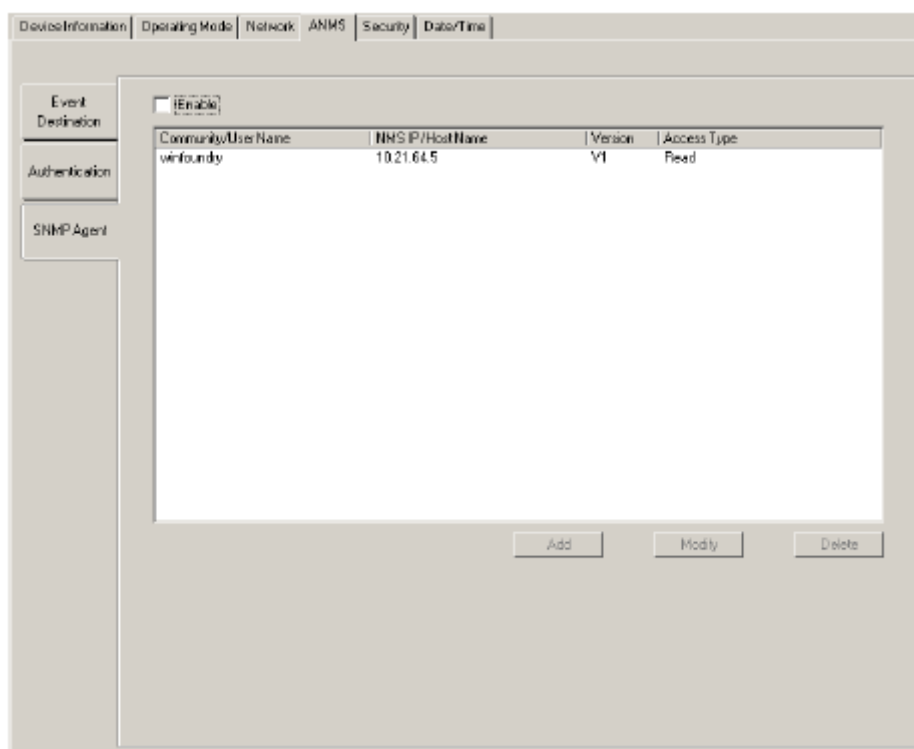 Device Information Operating Mode Network ANMS Security Date/Time
Event
Destination
Authentication
SNMP Agent
Enable
Community/User Name NMS IP/Host Name Version Access Type
winfoundry 10.21.64.5 V1 Read
Add Modify Delete